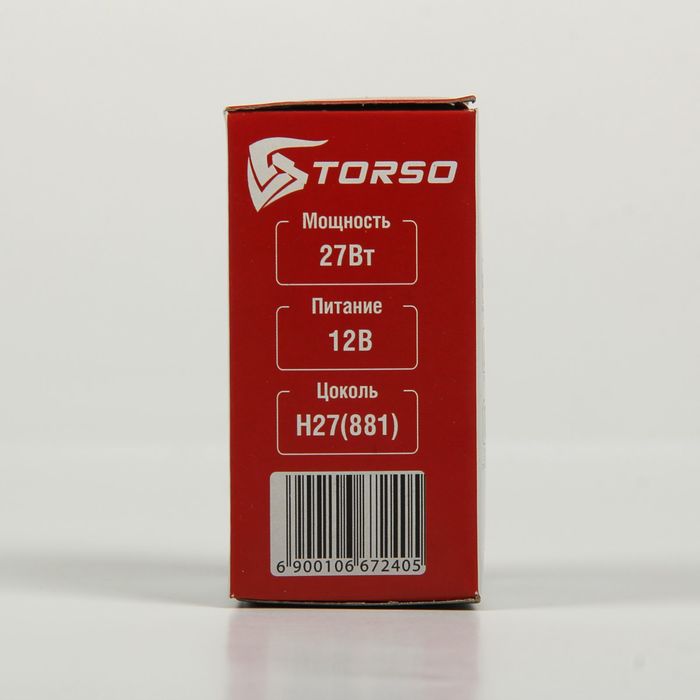 TORSO
Мощность
27Вт
Питание
12В
Цоколь
H27(881)
6 900106 672405